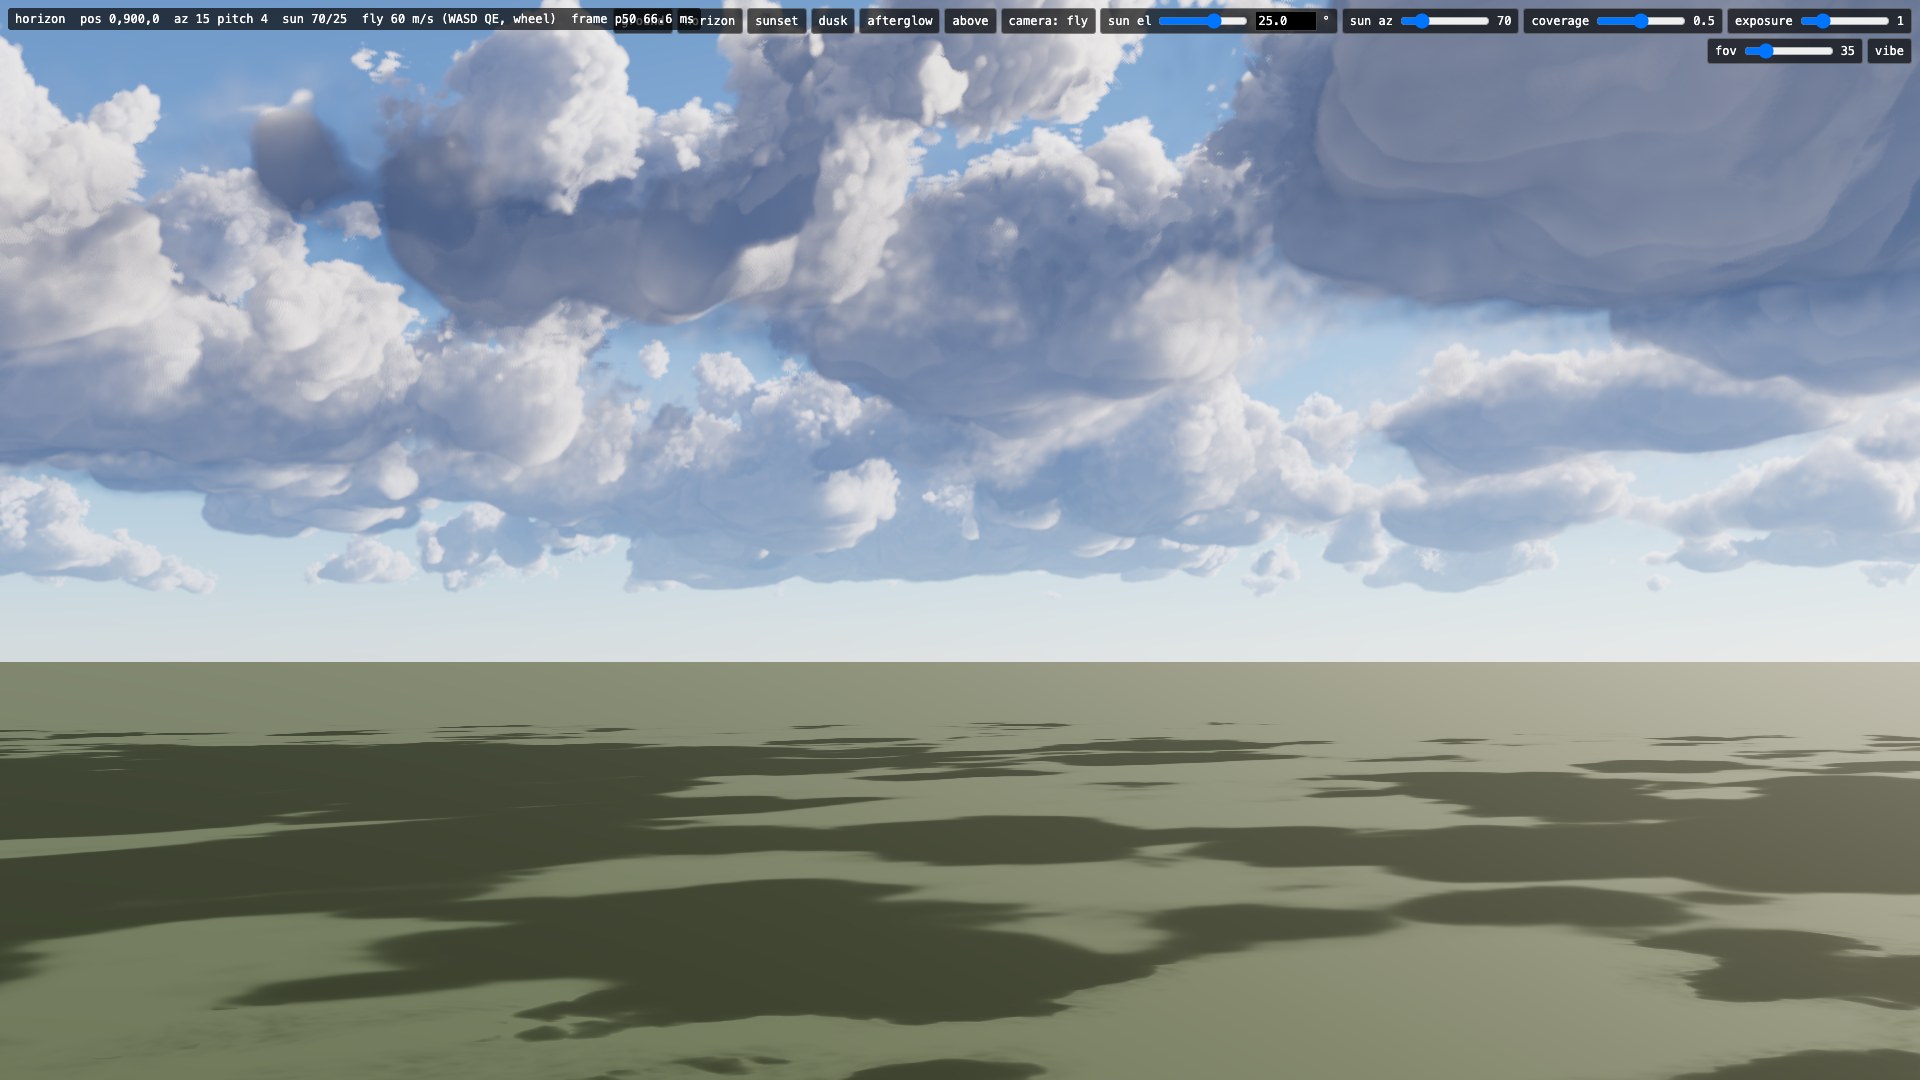 horizon pos 0,900,0 az 15 pitch 4 sun 70/25 fly 60 m/s (WASD QE, wheel) frame p50 66.6 ms rizon sunset dusk afterglow above camera: fly sun el 25.0 ° sun az 70 coverage 0.5 exposure 1
fov 35 vibe